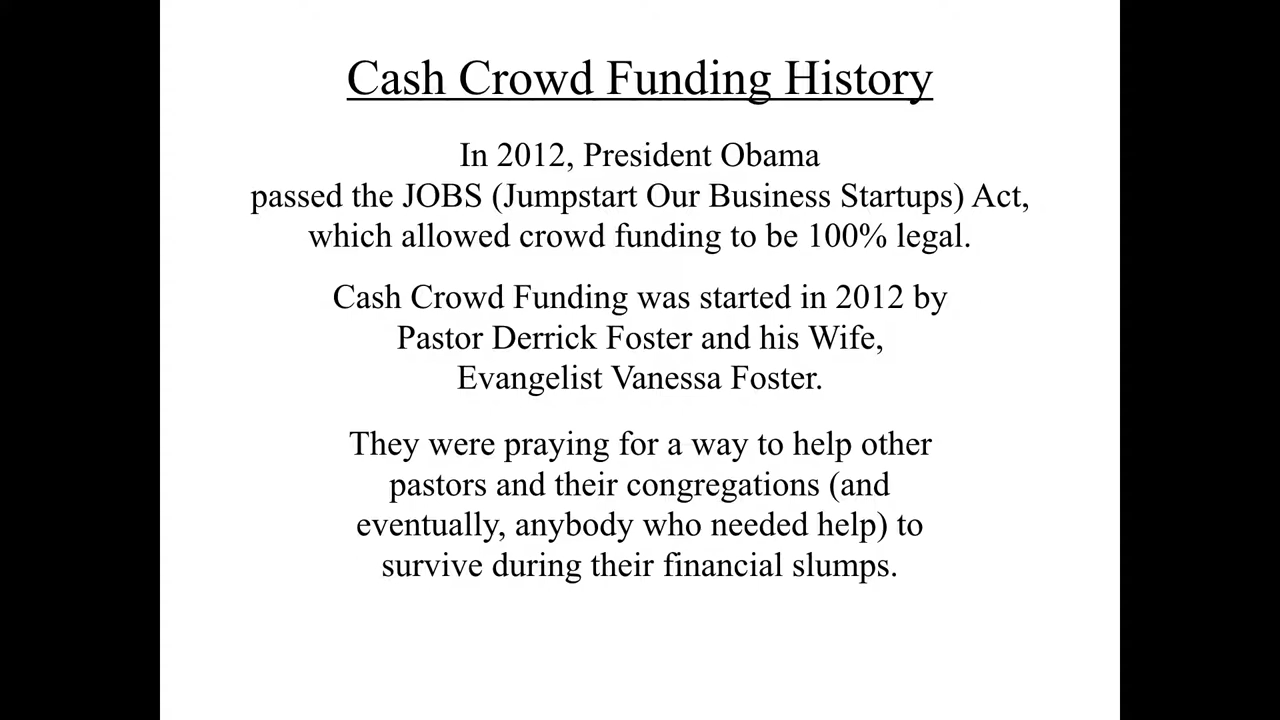 Cash Crowd Funding History
In 2012, President Obama
passed the JOBS (Jumpstart Our Business Startups) Act,
which allowed crowd funding to be 100% legal.
Cash Crowd Funding was started in 2012 by
Pastor Derrick Foster and his Wife,
Evangelist Vanessa Foster.
They were praying for a way to help other
pastors and their congregations (and
eventually, anybody who needed help) to
survive during their financial slumps.